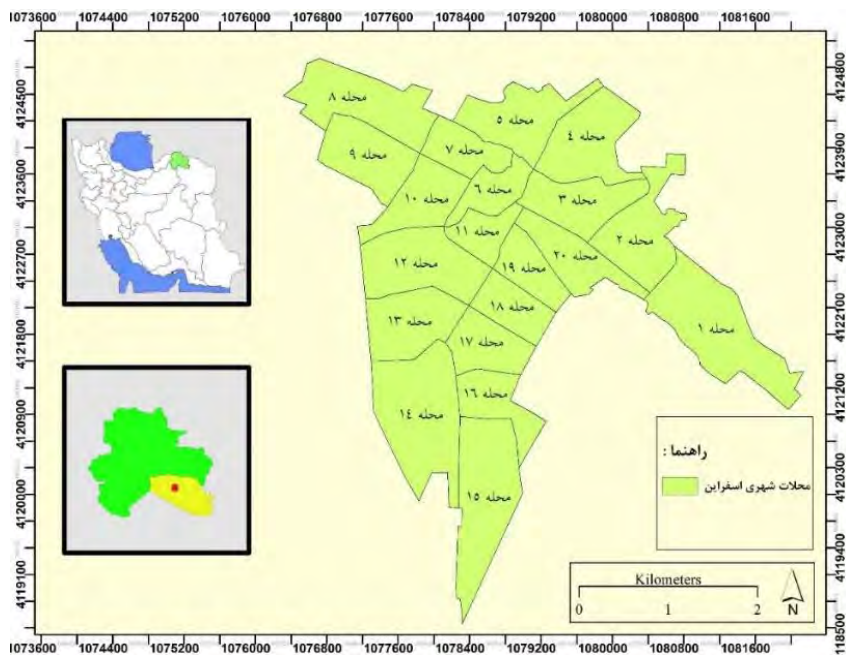 1073600 1074400 1075200 1076000 1076800 1077600 1078400 1079200 1080000 1080800 1081600
4124500
4123600
4122700
4121800
4120900
4120000
4119100
محله ۸
محله ۵
محله ۴
محله ۷
محله ۹
محله ۶
محله ۳
محله ۱۰
محله ۱۱
محله ۲
محله ۲۰
محله ۱۹
محله ۱۲
محله ۱۸
محله ۱
محله ۱۳
محله ۱۷
محله ۱۶
محله ۱۴
محله ۱۵
راهنما :
محلات شهری اسفراین
Kilometers
0 1 2
N
4124800
4123900
4123000
4122100
4121200
4120300
4119400
118500
1073600 1074400 1075200 1076000 1076800 1077600 1078400 1079200 1080000 1080800 1081600